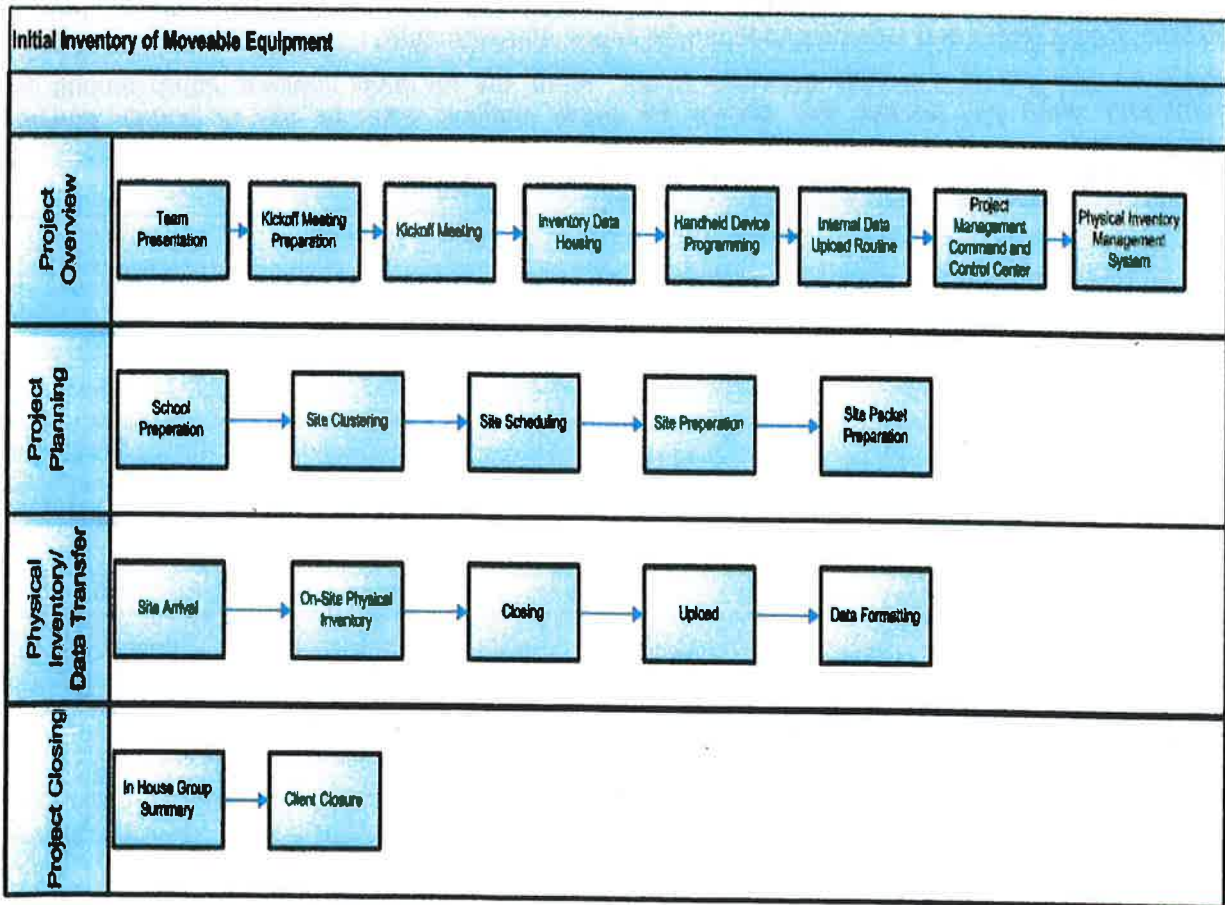 Initial Inventory of Moveable Equipment
Project
Overview
Team
Presentation
Kickoff Meeting
Preparation
Kickoff Meeting
Inventory Data
Housing
Handheld Device
Programming
Internal Data
Upload Routine
Project
Management
Command and
Control Center
Physical Inventory
Management
System
Project
Planning
School
Preparation
Site Clustering
Site Scheduling
Site Preparation
Site Packet
Preparation
Physical
Inventory/
Data Transfer
Site Arrival
On-Site Physical
Inventory
Closing
Upload
Data Formatting
Project Closing
In House Group
Summary
Client Closure